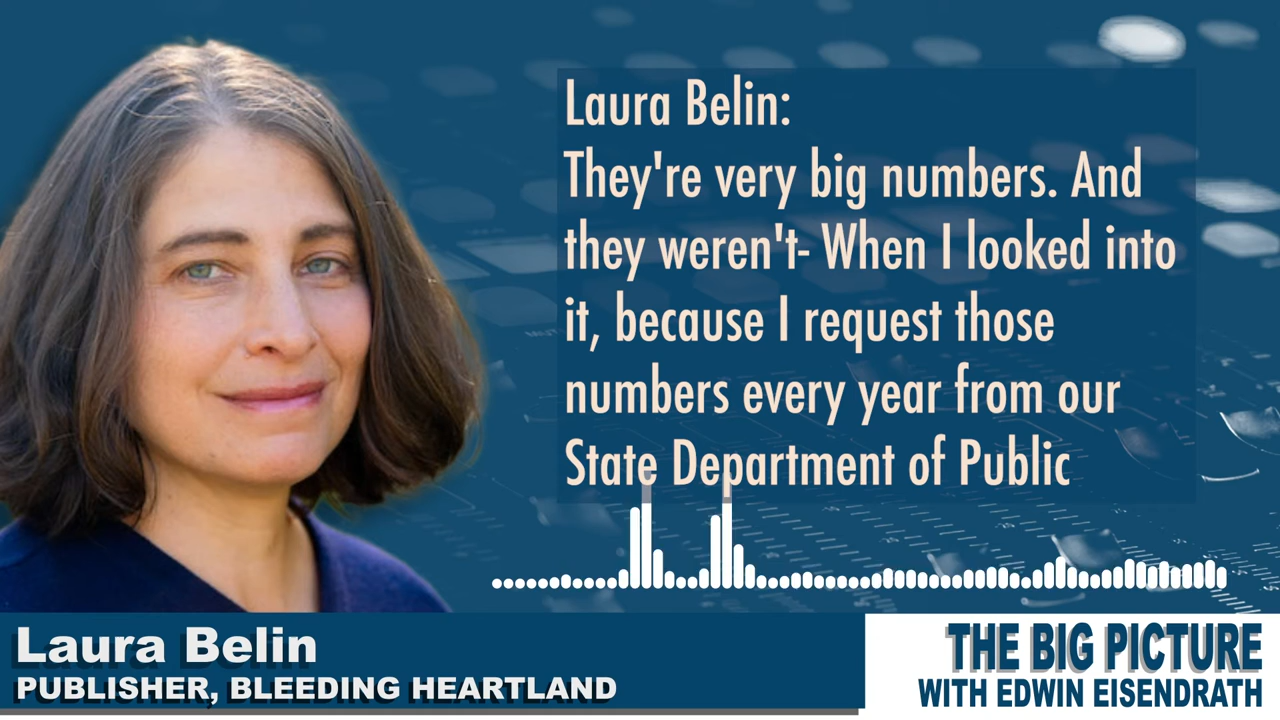 Laura Belin:
They're very big numbers. And
they weren't- When I looked into
it, because I request those
numbers every year from our
State Department of Public
Laura Belin
PUBLISHER, BLEEDING HEARTLAND
THE BIG PICTURE
WITH EDWIN EISENDRATH